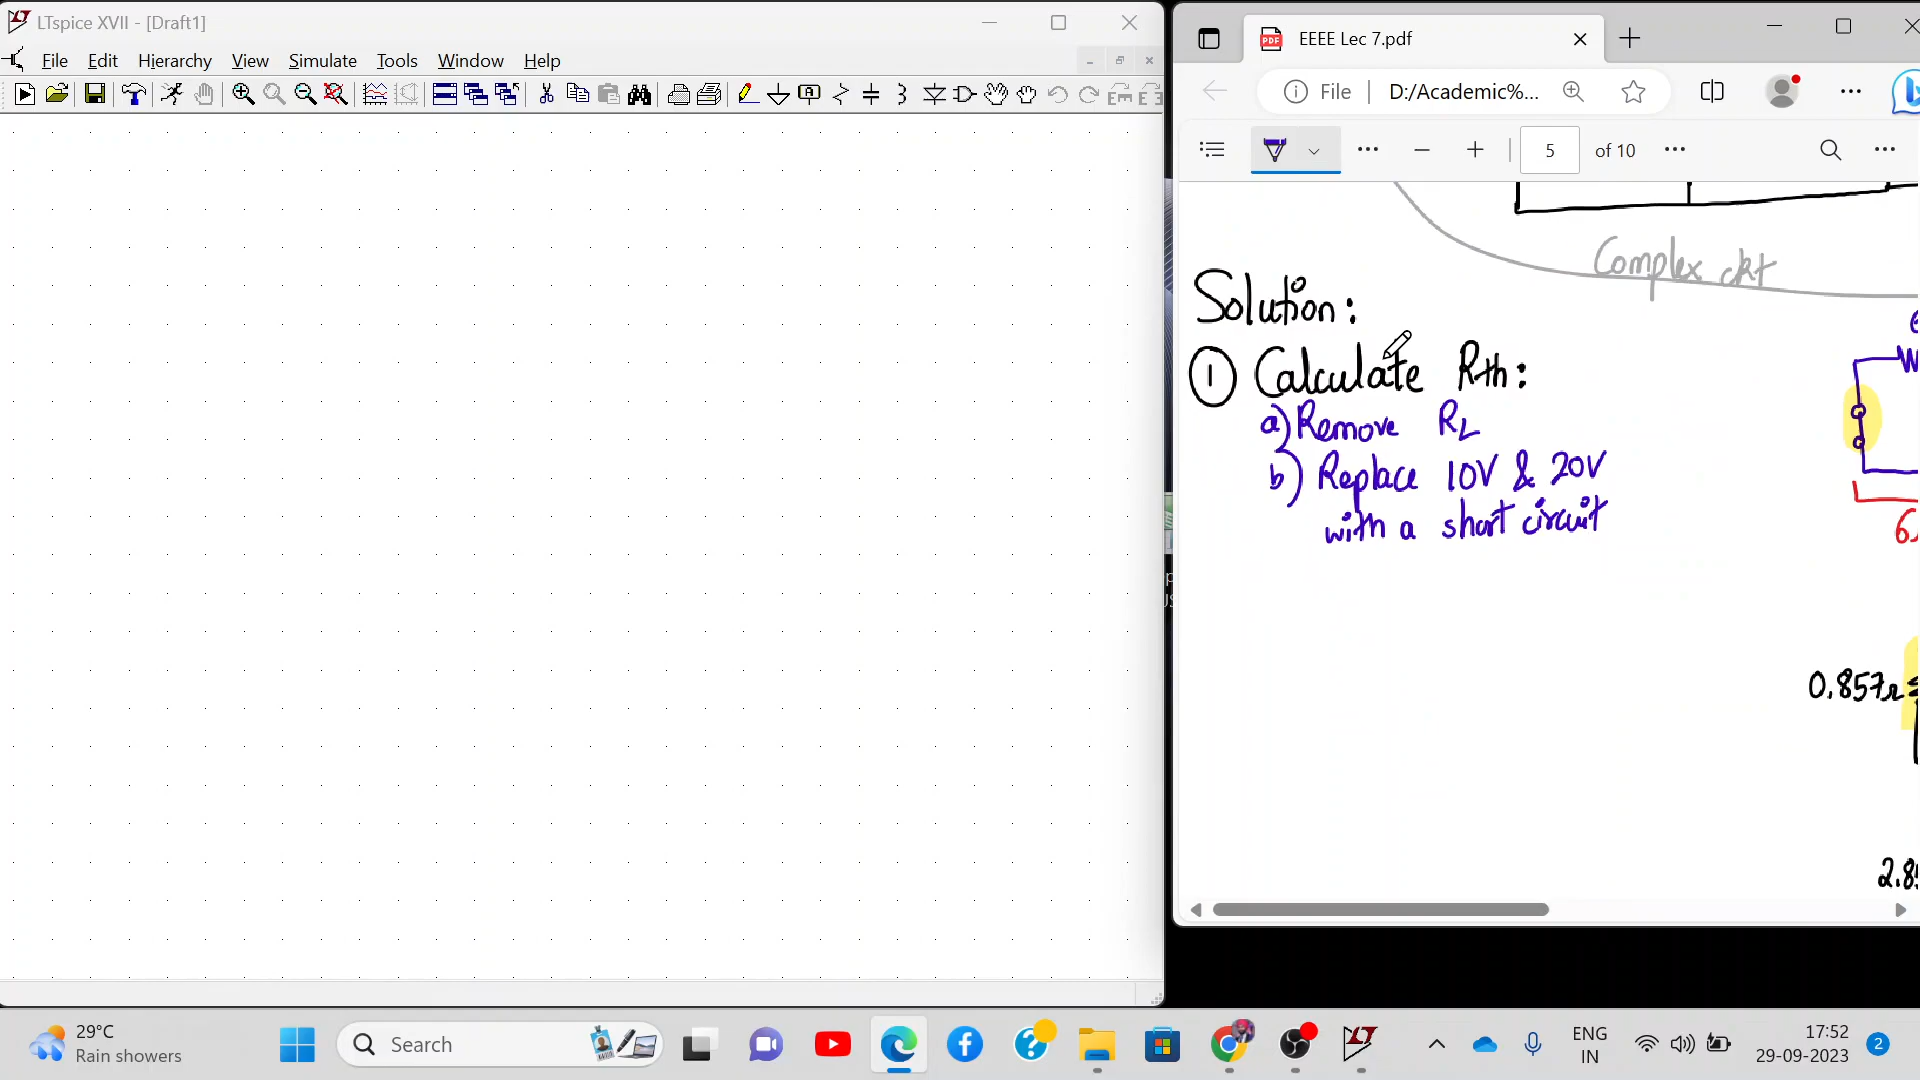 LTspice XVII - [Draft1]
File Edit Hierarchy View Simulate Tools Window Help
EEEE Lec 7.pdf
File D:/Academic%...
5 of 10
Complex ckt
Solution:
① Calculate Rth:
a) Remove RL
b) Replace 10V & 20V
with a short circuit
0.857Ω
29°C
Rain showers
Search
ENG
IN
17:52
29-09-2023
2